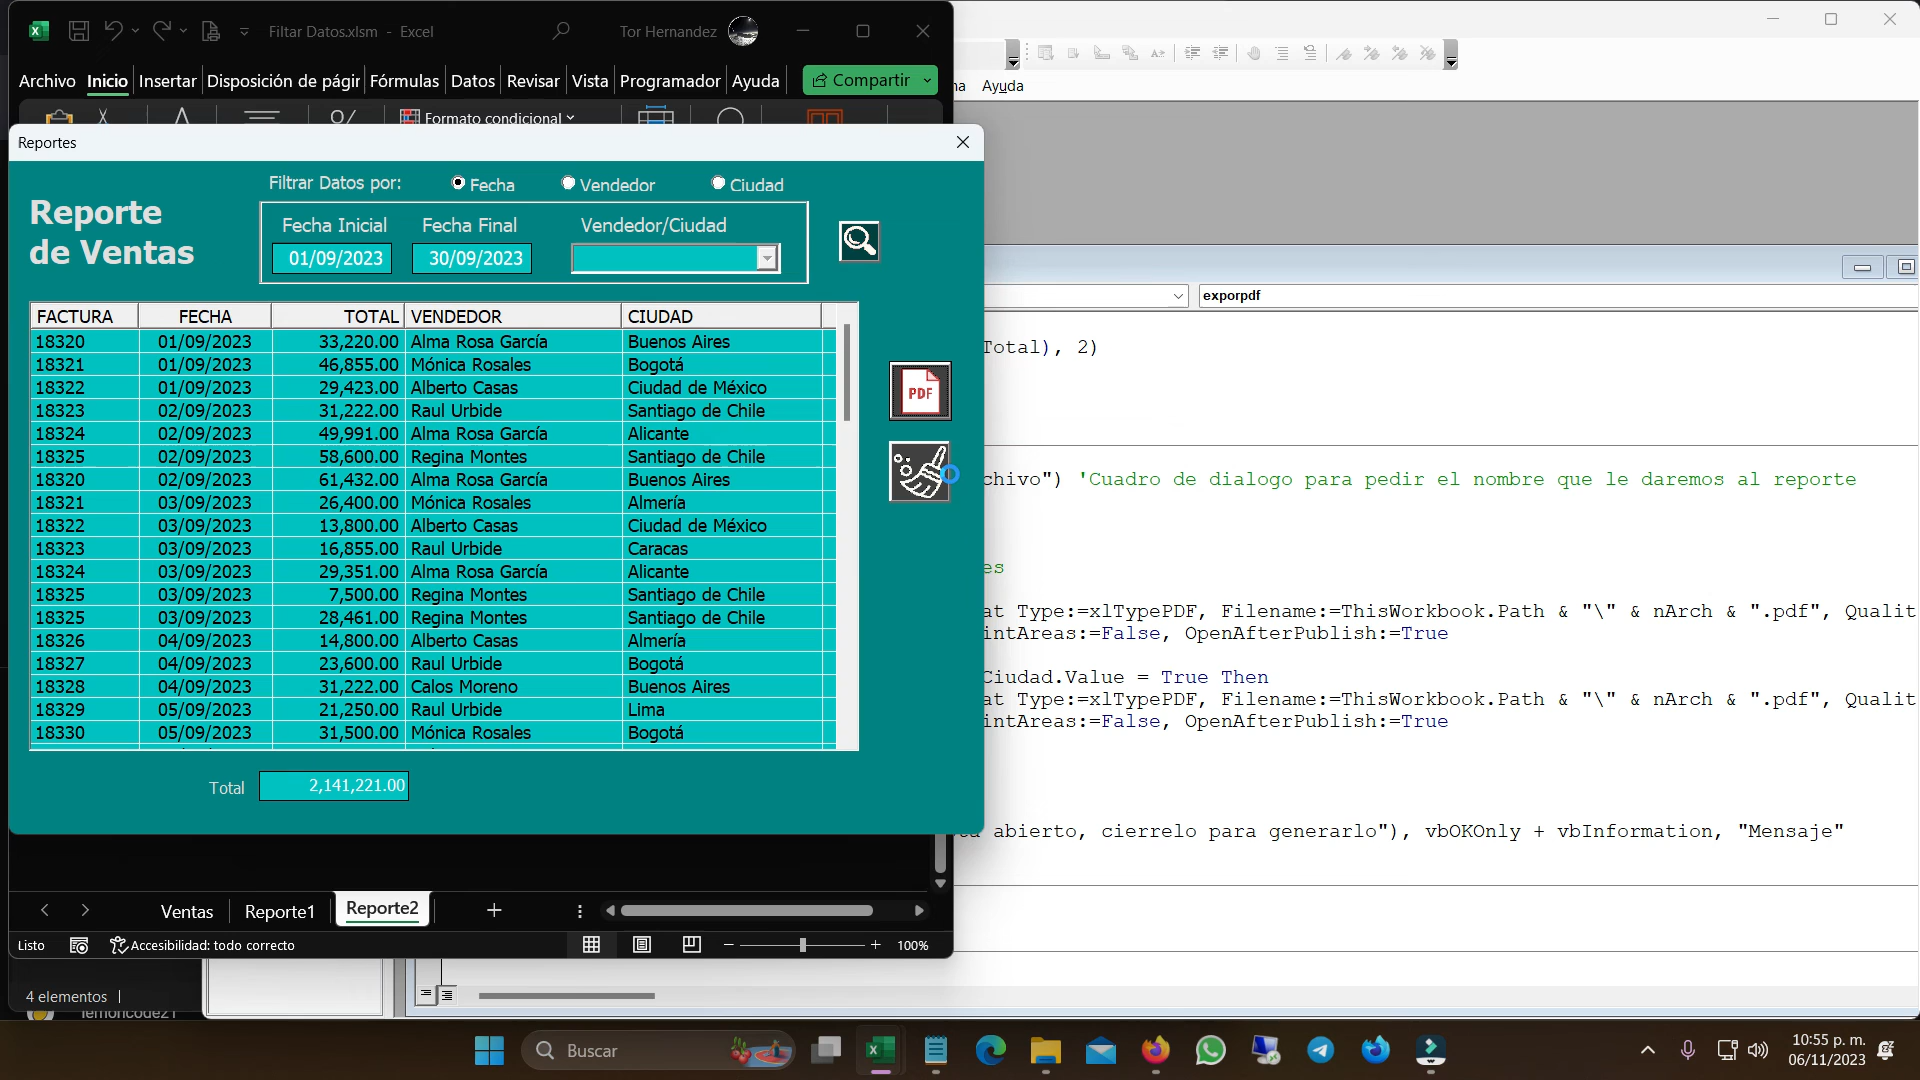 Filtar Datos.xlsm - Excel
Tor Hernandez
Archivo Inicio Insertar Disposición de págir Fórmulas Datos Revisar Vista Programador Ayuda
Compartir
Formato condicional
Ayuda
Reportes
Reporte
de Ventas
Filtrar Datos por:
Fecha
Vendedor
Ciudad
Fecha Inicial
Fecha Final
Vendedor/Ciudad
01/09/2023
30/09/2023
FACTURA FECHA TOTAL VENDEDOR CIUDAD
18320 01/09/2023 33,220.00 Alma Rosa García Buenos Aires
18321 01/09/2023 46,855.00 Mónica Rosales Bogotá
18322 01/09/2023 29,423.00 Alberto Casas Ciudad de México
18323 02/09/2023 31,222.00 Raul Urbide Santiago de Chile
18324 02/09/2023 49,991.00 Alma Rosa García Alicante
18325 02/09/2023 58,600.00 Regina Montes Santiago de Chile
18320 02/09/2023 61,432.00 Alma Rosa García Buenos Aires
18321 03/09/2023 26,400.00 Mónica Rosales Almería
18322 03/09/2023 13,800.00 Alberto Casas Ciudad de México
18323 03/09/2023 16,855.00 Raul Urbide Caracas
18324 03/09/2023 29,351.00 Alma Rosa García Alicante
18325 03/09/2023 7,500.00 Regina Montes Santiago de Chile
18325 03/09/2023 28,461.00 Regina Montes Santiago de Chile
18326 04/09/2023 14,800.00 Alberto Casas Almería
18327 04/09/2023 23,600.00 Raul Urbide Bogotá
18328 04/09/2023 31,222.00 Calos Moreno Buenos Aires
18329 05/09/2023 21,250.00 Raul Urbide Lima
18330 05/09/2023 31,500.00 Mónica Rosales Bogotá
PDF
Total 2,141,221.00
exporpdf
Total), 2)
chivo") 'Cuadro de dialogo para pedir el nombre que le daremos al reporte
es
at Type:=xlTypePDF, Filename:=ThisWorkbook.Path & "\" & nArch & ".pdf", Qualit
intAreas:=False, OpenAfterPublish:=True
Ciudad.Value = True Then
at Type:=xlTypePDF, Filename:=ThisWorkbook.Path & "\" & nArch & ".pdf", Qualit
intAreas:=False, OpenAfterPublish:=True
abierto, cierrelo para generarlo"), vbOKOnly + vbInformation, "Mensaje"
Ventas Reporte1 Reporte2
Listo
Accesibilidad: todo correcto
100%
4 elementos
lemoncode21
Buscar
10:55 p. m.
06/11/2023